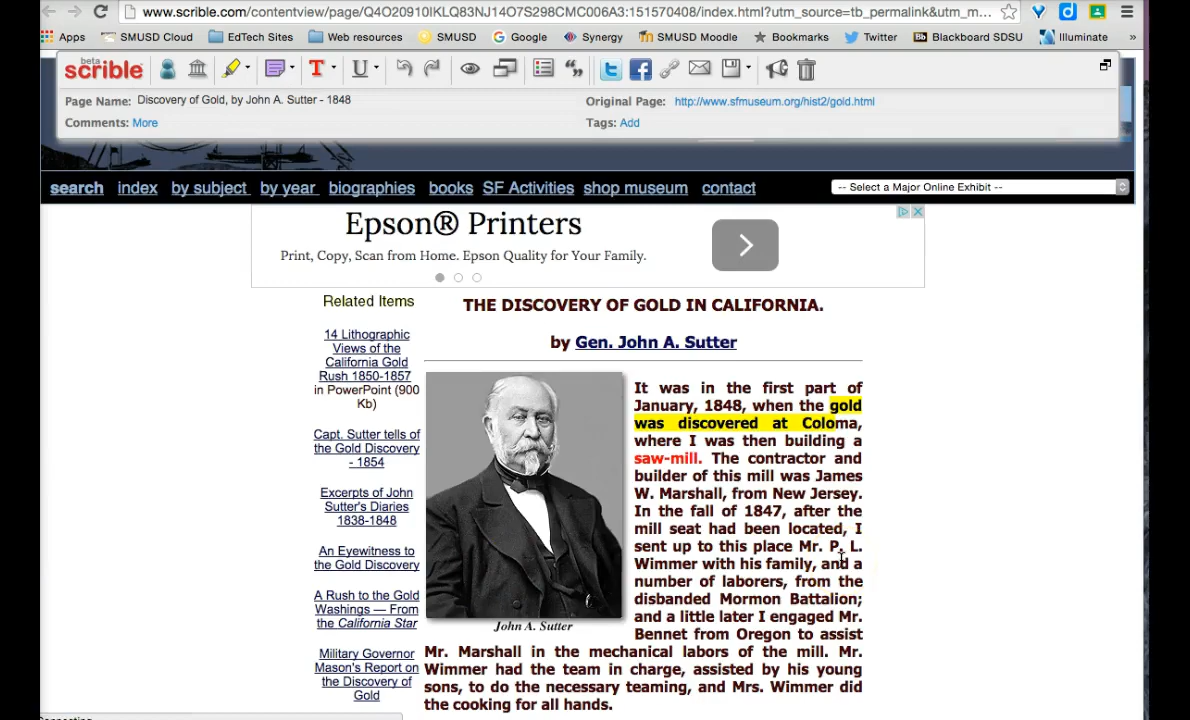 www.scrible.com/contentview/page/Q4O20910IKLQ83NJ14O7S298CMC006A3:151570408/index.html?utm_source=tb_permalink&utm_m...
Apps SMUSD Cloud EdTech Sites Web resources SMUSD Google Synergy SMUSD Moodle Bookmarks Twitter Blackboard SDSU Illuminate »
beta
scrible
Page Name: Discovery of Gold, by John A. Sutter - 1848 Original Page: http://www.sfmuseum.org/hist2/gold.html
Comments: More Tags: Add
search index by subject by year biographies books SF Activities shop museum contact -- Select a Major Online Exhibit --
Epson® Printers
Print, Copy, Scan from Home. Epson Quality for Your Family.
Related Items
14 Lithographic
Views of the
California Gold
Rush 1850-1857
in PowerPoint (900
Kb)
Capt. Sutter tells of
the Gold Discovery
- 1854
Excerpts of John
Sutter's Diaries
1838-1848
An Eyewitness to
the Gold Discovery
A Rush to the Gold
Washings — From
the California Star
Military Governor
Mason's Report on
the Discovery of
Gold
THE DISCOVERY OF GOLD IN CALIFORNIA.
by Gen. John A. Sutter
John A. Sutter
It was in the first part of
January, 1848, when the gold
was discovered at Coloma,
where I was then building a
saw-mill. The contractor and
builder of this mill was James
W. Marshall, from New Jersey.
In the fall of 1847, after the
mill seat had been located, I
sent up to this place Mr. P. L.
Wimmer with his family, and a
number of laborers, from the
disbanded Mormon Battalion;
and a little later I engaged Mr.
Bennet from Oregon to assist
Mr. Marshall in the mechanical labors of the mill. Mr.
Wimmer had the team in charge, assisted by his young
sons, to do the necessary teaming, and Mrs. Wimmer did
the cooking for all hands.